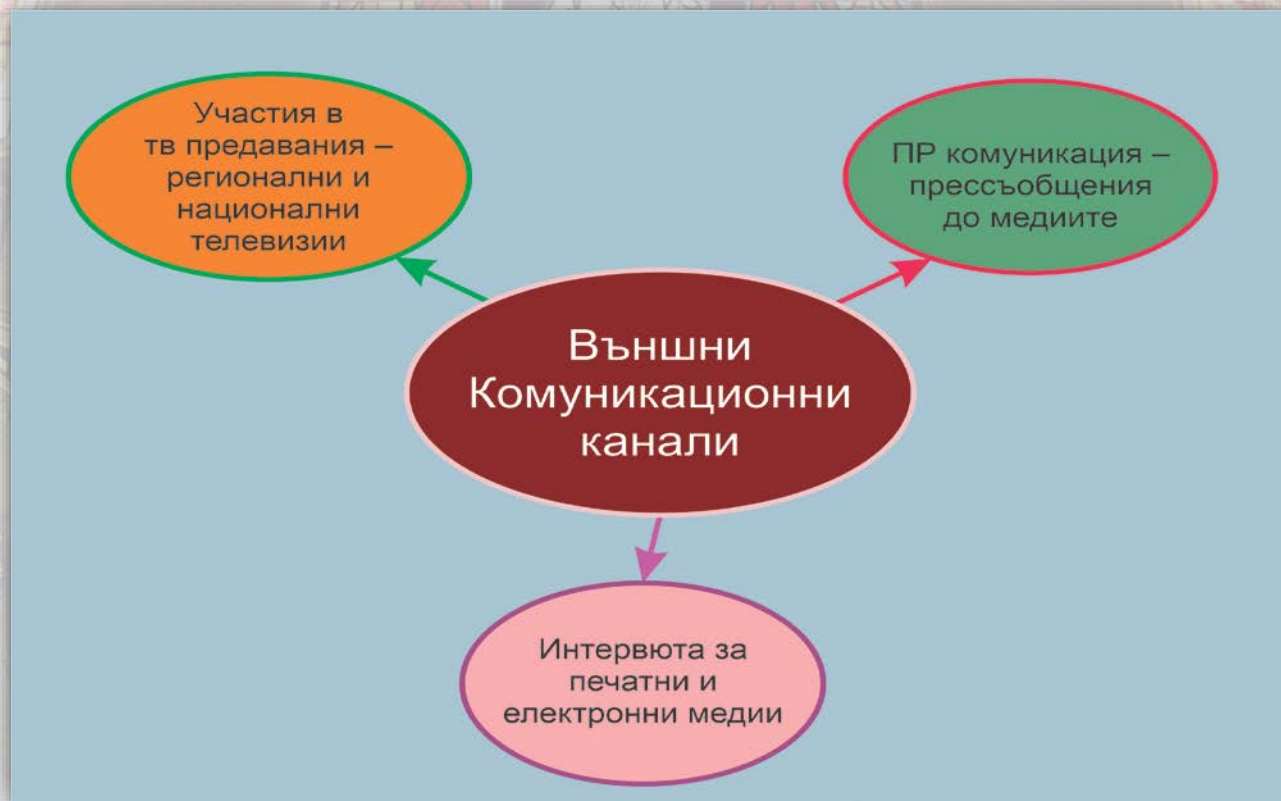 Участия в
тв предавания –
регионални и
национални
телевизии
ПР комуникация –
прессъобщения
до медиите
Външни
Комуникационни
канали
Интервюта за
печатни и
електронни медии